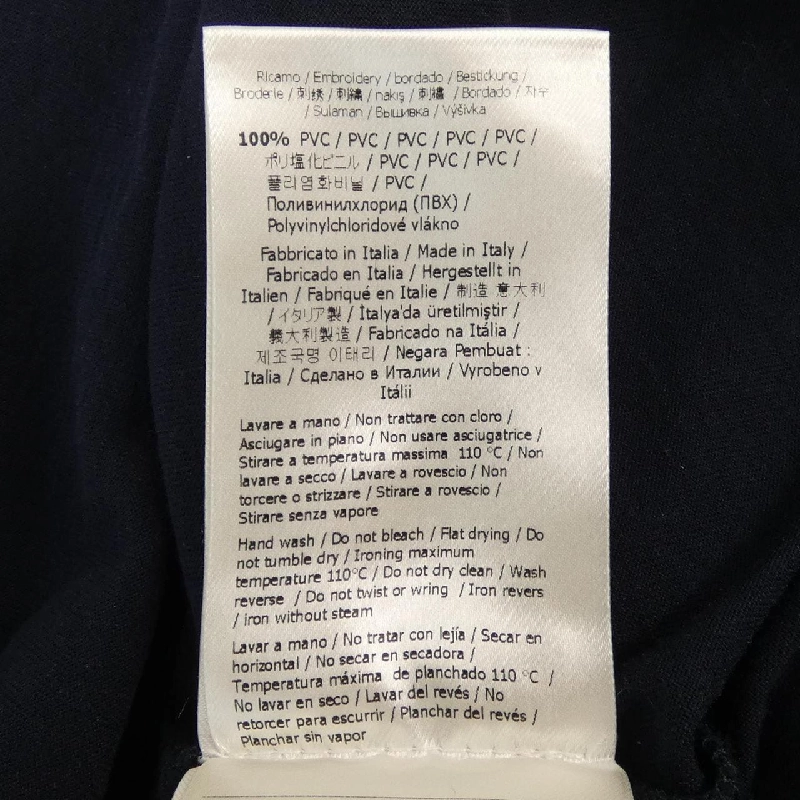 Ricamo / Embroidery / bordado / Bestickung /
Broderie / 刺绣 / 刺繍 / nakış / 刺繡 / Bordado / 자수
/ Sulaman / Вышивка / Výšivka
100% PVC / PVC / PVC / PVC / PVC /
ポリ塩化ビニル / PVC / PVC / PVC /
폴리염화비닐 / PVC /
Поливинилхлорид (ПВХ) /
Polyvinylchloridové vlákno
Fabbricato in Italia / Made in Italy /
Fabricado en Italia / Hergestellt in
Italien / Fabriqué en Italie / 制造 意大利
/ イタリア製 / İtalya'da üretilmiştir /
義大利製造 / Fabricado na Itália /
제조국명 이태리 / Negara Pembuat :
Italia / Сделано в Италии / Vyrobeno v
Itálii
Lavare a mano / Non trattare con cloro /
Asciugare in piano / Non usare asciugatrice /
Stirare a temperatura massima 110 °C / Non
lavare a secco / Lavare a rovescio / Non
torcere o strizzare / Stirare a rovescio /
Stirare senza vapore
Hand wash / Do not bleach / Flat drying / Do
not tumble dry / Ironing maximum
temperature 110°C / Do not dry clean / Wash
reverse / Do not twist or wring / Iron revers
/ iron without steam
Lavar a mano / No tratar con lejía / Secar en
horizontal / No secar en secadora /
Temperatura máxima de planchado 110 °C /
No lavar en seco / Lavar del revés / No
retorcer para escurrir / Planchar del revés /
Planchar sin vapor